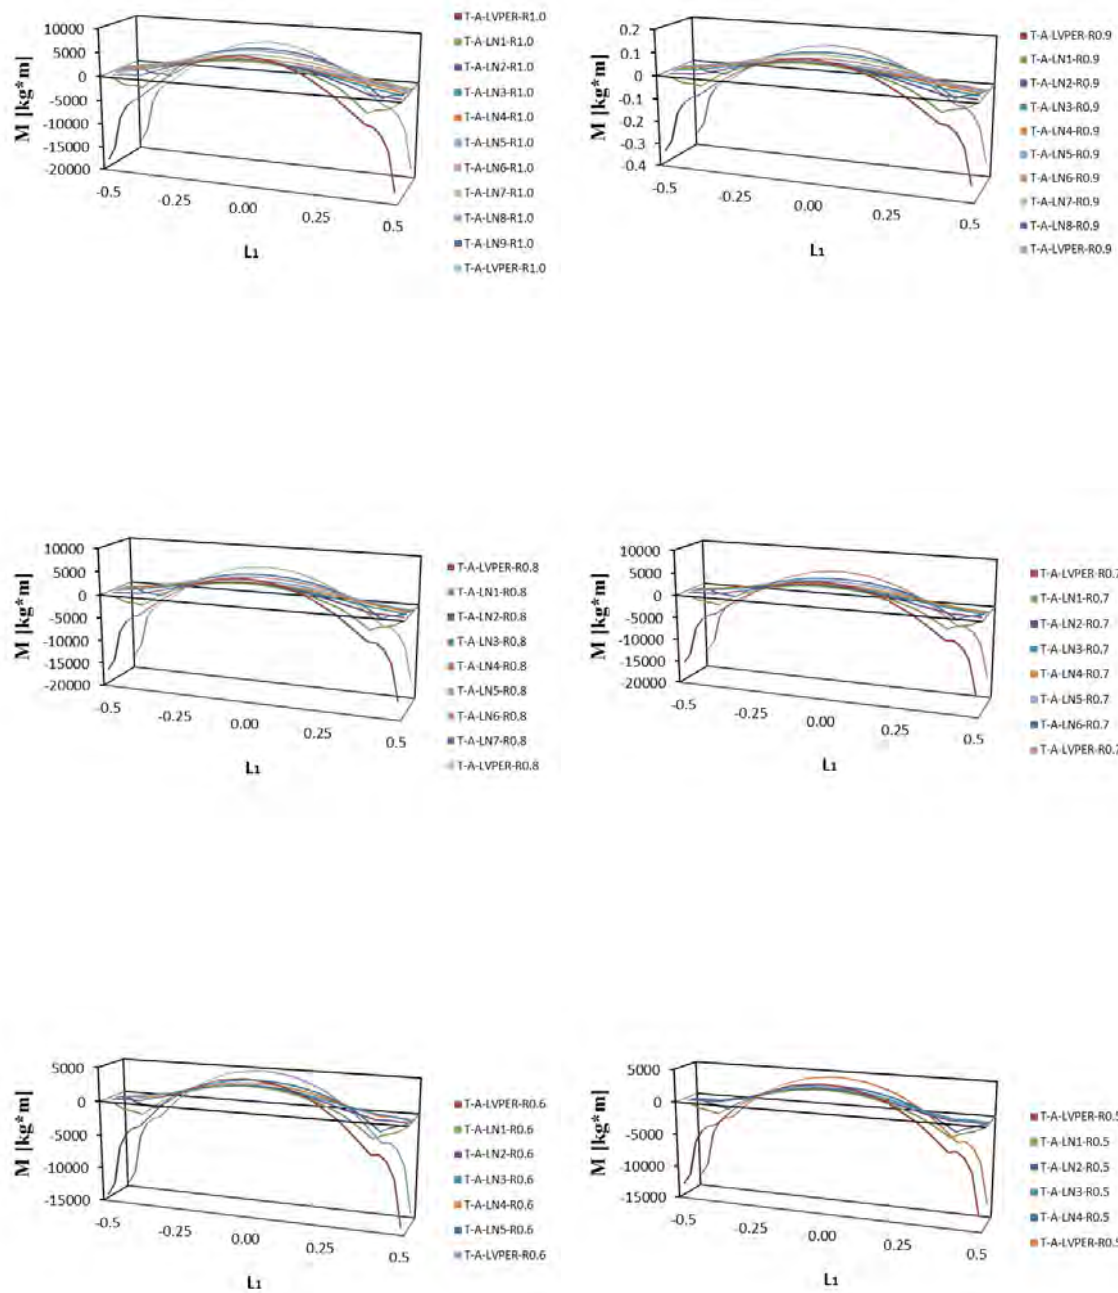 M |kg*m|
10000
5000
0
-5000
-10000
-15000
-20000
-0.5
0.00
0.25
0.5
L1
T-A-LVPER-R1.0
T-A-LN1-R1.0
T-A-LN2-R1.0
T-A-LN3-R1.0
T-A-LN4-R1.0
T-A-LN5-R1.0
T-A-LN6-R1.0
T-A-LN7-R1.0
T-A-LN8-R1.0
T-A-LN9-R1.0
T-A-LVPER-R1.0
M |kg*m|
0.2
0.1
0
-0.1
-0.2
-0.3
-0.4
-0.5
0.00
0.25
0.5
L1
T-A-LVPER-R0.9
T-A-LN1-R0.9
T-A-LN2-R0.9
T-A-LN3-R0.9
T-A-LN4-R0.9
T-A-LN5-R0.9
T-A-LN6-R0.9
T-A-LN7-R0.9
T-A-LN8-R0.9
T-A-LVPER-R0.9
M |kg*m|
10000
5000
0
-5000
-10000
-15000
-20000
-0.5
-0.25
0.00
0.25
0.5
L1
T-A-LVPER-R0.8
T-A-LN1-R0.8
T-A-LN2-R0.8
T-A-LN3-R0.8
T-A-LN4-R0.8
T-A-LN5-R0.8
T-A-LN6-R0.8
T-A-LN7-R0.8
T-A-LVPER-R0.8
M |kg*m|
10000
5000
0
-5000
-10000
-15000
20000
-0.5
-0.25
0.00
0.25
0.5
L1
T-A-LVPER-R0.7
T-A-LN1-R0.7
T-A-LN2-R0.7
T-A-LN3-R0.7
T-A-LN4-R0.7
T-A-LN5-R0.7
T-A-LN6-R0.7
T-A-LVPER-R0.7
M |kg*m|
5000
0
-5000
-10000
-15000
-0.5
-0.25
0.00
0.25
0.5
L1
T-A-LVPER-R0.6
T-A-LN1-R0.6
T-A-LN2-R0.6
T-A-LN3-R0.6
T-A-LN4-R0.6
T-A-LN5-R0.6
T-A-LVPER-R0.6
M |kg*m|
5000
0
-5000
-10000
-15000
-0.5
-0.25
0.00
0.25
0.5
L1
T-A-LVPER-R0.5
T-A-LN1-R0.5
T-A-LN2-R0.5
T-A-LN3-R0.5
T-A-LN4-R0.5
T-A-LVPER-R0.5